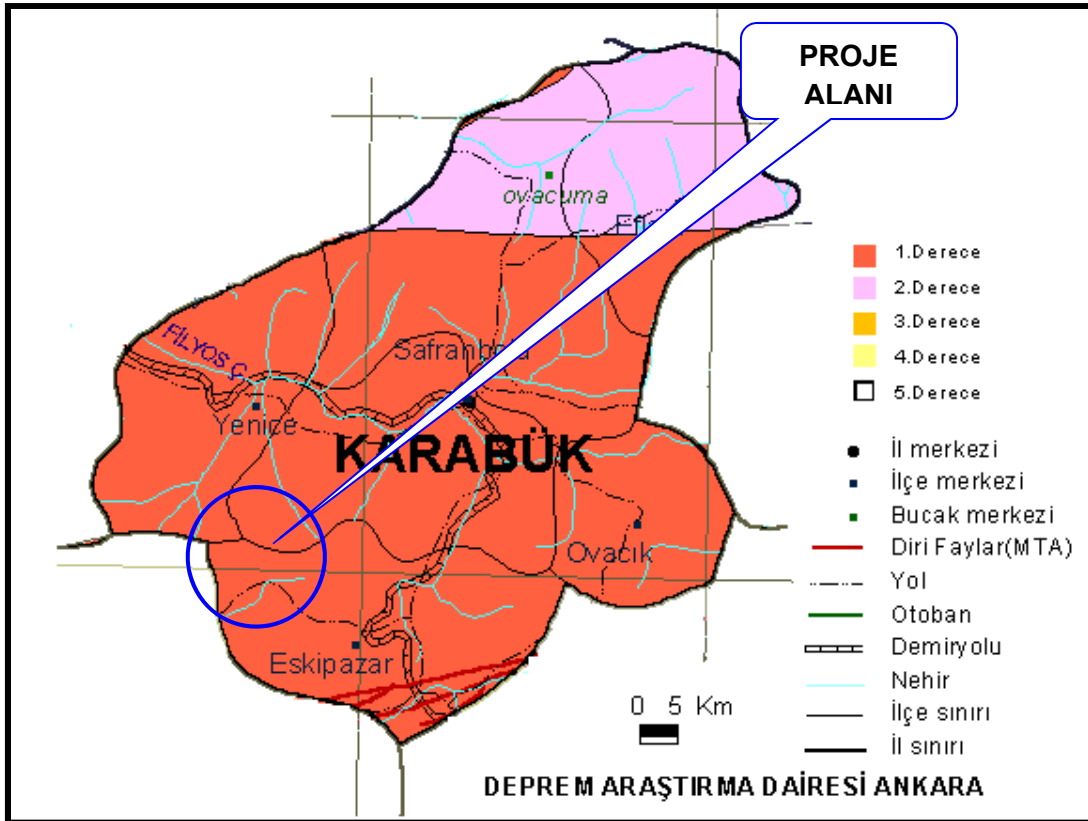 PROJE
ALANI
ovacuma
FİLYOS Ç.
Safranbolu
Yenice
KARABÜK
Ovacık
Eskipazar
1.Derece
2.Derece
3.Derece
4.Derece
5.Derece
İl merkezi
İlçe merkezi
Bucak merkezi
Diri Faylar(MTA)
Yol
Otoban
Demiryolu
Nehir
İlçe sınırı
İl sınırı
0 5 Km
DEPREM ARAŞTIRMA DAİRESİ ANKARA